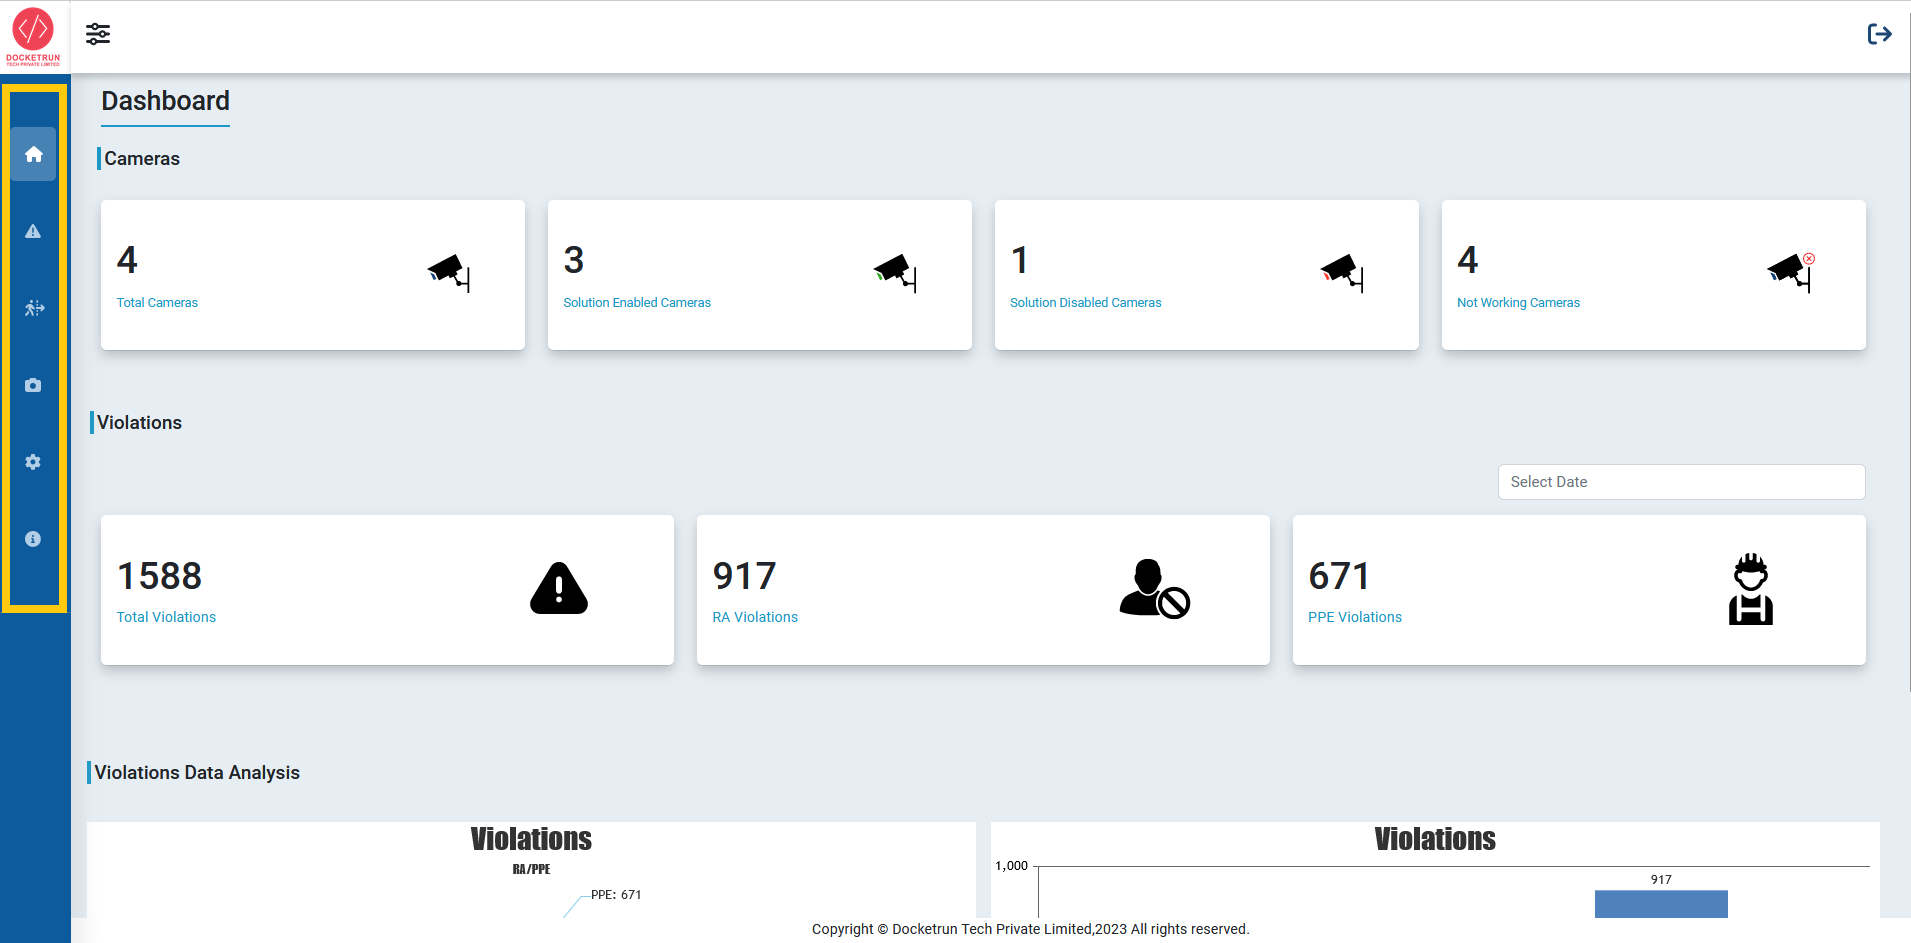 DOCKETRUN
TECH PRIVATE LIMITED
Dashboard
Cameras
4
Total Cameras
3
Solution Enabled Cameras
1
Solution Disabled Cameras
4
Not Working Cameras
Violations
Select Date
1588
Total Violations
917
RA Violations
671
PPE Violations
Violations Data Analysis
Violations
RA/PPE
PPE: 671
Violations
1,000
917
Copyright © Docketrun Tech Private Limited,2023 All rights reserved.